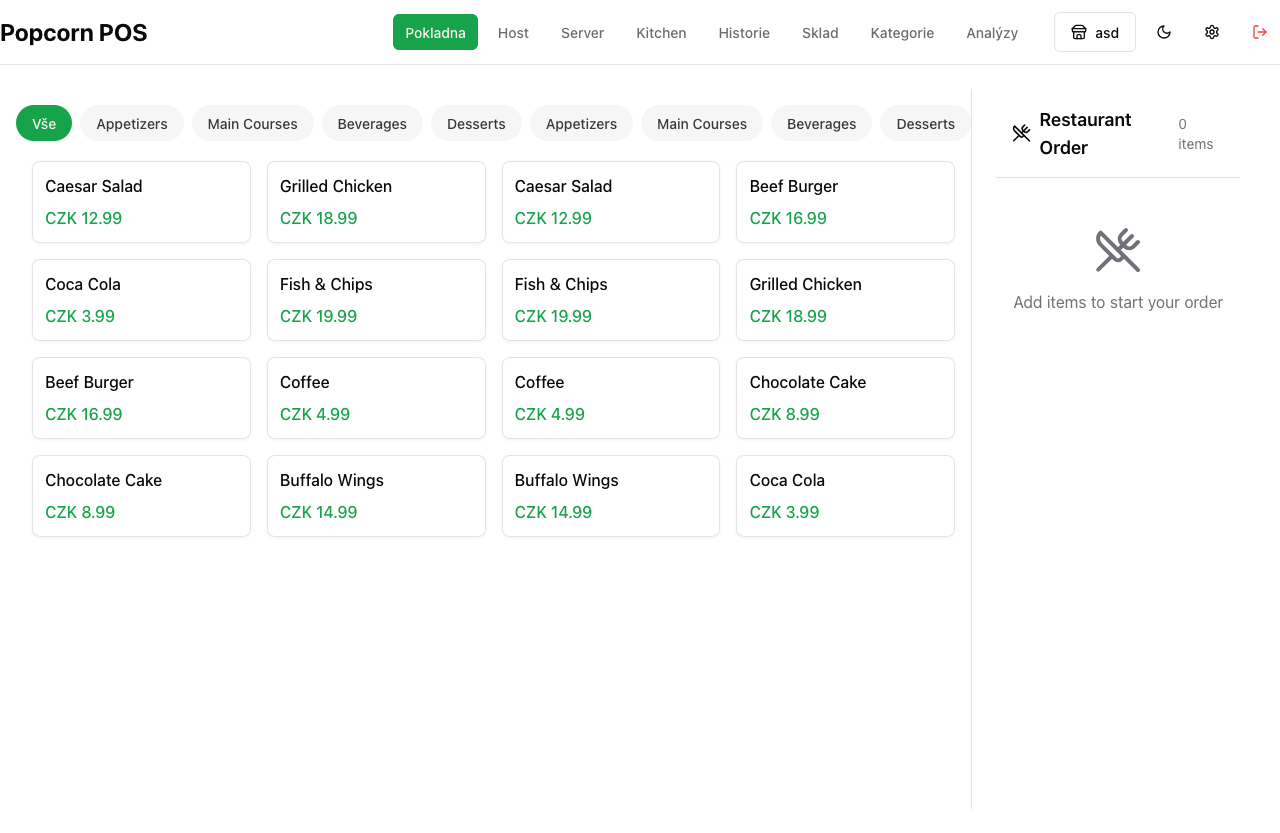 Popcorn POS
Pokladna
Host
Server
Kitchen
Historie
Sklad
Kategorie
Analýzy
asd
Vše
Appetizers
Main Courses
Beverages
Desserts
Appetizers
Main Courses
Beverages
Desserts
Caesar Salad
CZK 12.99
Grilled Chicken
CZK 18.99
Caesar Salad
CZK 12.99
Beef Burger
CZK 16.99
Coca Cola
CZK 3.99
Fish & Chips
CZK 19.99
Fish & Chips
CZK 19.99
Grilled Chicken
CZK 18.99
Beef Burger
CZK 16.99
Coffee
CZK 4.99
Coffee
CZK 4.99
Chocolate Cake
CZK 8.99
Chocolate Cake
CZK 8.99
Buffalo Wings
CZK 14.99
Buffalo Wings
CZK 14.99
Coca Cola
CZK 3.99
Restaurant
Order
0
items
Add items to start your order